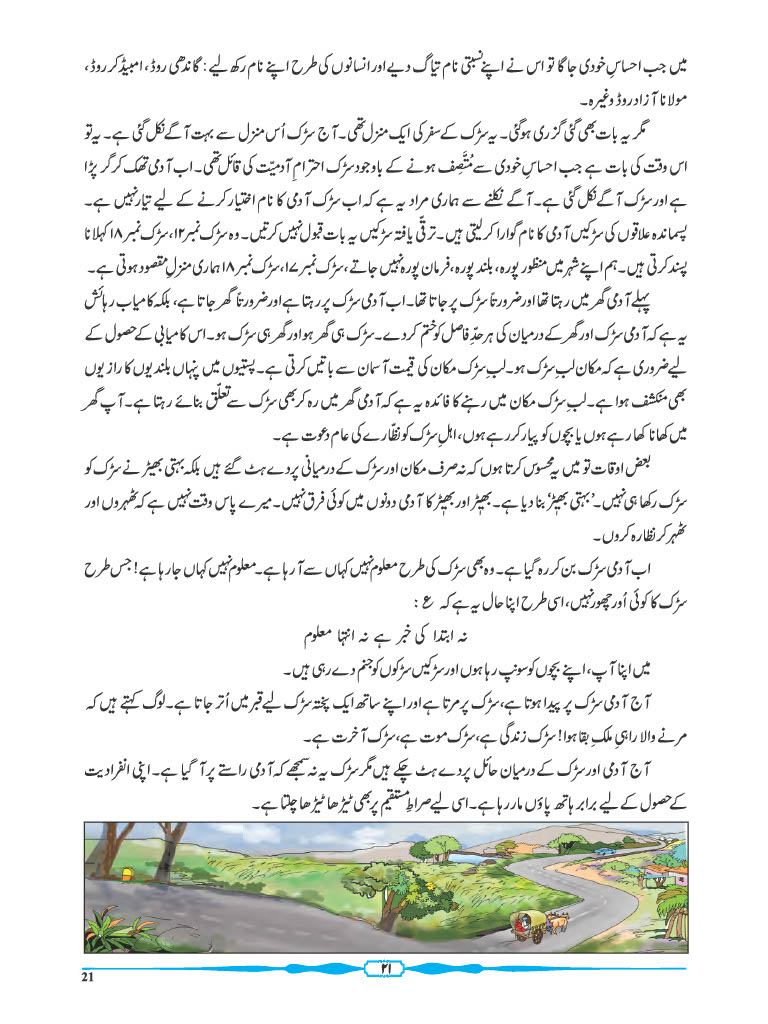 میں جب احساسِ خودی جاگا تو اس نے اپنے نسبتی نام تیاگ دیے اور انسانوں کی طرح اپنے نام رکھ لیے: گاندھی روڈ، امبیڈکر روڈ،
مولانا آزاد روڈ وغیرہ۔
مگر یہ بات بھی گئی گزری ہوگئی۔ یہ سڑک کے سفر کی ایک منزل تھی۔ آج سڑک اُس منزل سے بہت آگے نکل گئی ہے۔ یہ تو
اس وقت کی بات ہے جب احساسِ خودی سے مُتَّصِف ہونے کے باوجود سڑک احترامِ آدمیّت کی قائل تھی۔ اب آدمی تھک کر گر پڑا
ہے اور سڑک آگے نکل گئی ہے۔ آگے نکلنے سے ہماری مراد یہ ہے کہ اب سڑک آدمی کا نام اختیار کرنے کے لیے تیار نہیں ہے۔
پسماندہ علاقوں کی سڑکیں آدمی کا نام گوارا کرلیتی ہیں۔ ترقّی یافتہ سڑکیں یہ بات قبول نہیں کرتیں۔ وہ سڑک نمبر ۱۲، سڑک نمبر ۱۸ کہلانا
پسند کرتی ہیں۔ ہم اپنے شہر میں منظور پورہ، بلند پورہ، فرمان پورہ نہیں جاتے، سڑک نمبر ۱۷، سڑک نمبر ۱۸ ہماری منزلِ مقصود ہوتی ہے۔
پہلے آدمی گھر میں رہتا تھا اور ضرورتاً سڑک پر جاتا تھا۔ اب آدمی سڑک پر رہتا ہے اور ضرورتاً گھر جاتا ہے، بلکہ کامیاب رہائش
یہ ہے کہ آدمی سڑک اور گھر کے درمیان کی ہر حدِّ فاصل کو ختم کردے۔ سڑک ہی گھر ہو اور گھر ہی سڑک ہو۔ اس کامیابی کے حصول کے
لیے ضروری ہے کہ مکان لبِ سڑک ہو۔ لبِ سڑک مکان کی قیمت آسمان سے باتیں کرتی ہے۔ پستیوں میں پنہاں بلندیوں کا راز یوں
بھی منکشف ہوا ہے۔ لبِ سڑک مکان میں رہنے کا فائدہ یہ ہے کہ آدمی گھر میں رہ کر بھی سڑک سے تعلّق بنائے رہتا ہے۔ آپ گھر
میں کھانا کھا رہے ہوں یا بچوں کو پیار کررہے ہوں، اہلِ سڑک کو نظّارے کی عام دعوت ہے۔
بعض اوقات تو میں یہ محسوس کرتا ہوں کہ نہ صرف مکان اور سڑک کے درمیانی پردے ہٹ گئے ہیں بلکہ بہتی بھیڑ نے سڑک کو
سڑک رکھا ہی نہیں۔ ’بہتی بھیڑ‘ بنا دیا ہے۔ بھیڑ اور بھیڑ کا آدمی دونوں میں کوئی فرق نہیں۔ میرے پاس وقت نہیں ہے کہ ٹھہروں اور
ٹھہر کر نظارہ کروں۔
اب آدمی سڑک بن کر رہ گیا ہے۔ وہ بھی سڑک کی طرح معلوم نہیں کہاں سے آرہا ہے۔ معلوم نہیں کہاں جارہا ہے! جس طرح
سڑک کا کوئی اُور چھور نہیں، اسی طرح اپنا حال یہ ہے کہ ع :
نہ ابتدا کی خبر ہے نہ انتہا معلوم
میں اپنا آپ، اپنے بچوں کو سونپ رہا ہوں اور سڑکیں سڑکوں کو جنم دے رہی ہیں۔
آج آدمی سڑک پر پیدا ہوتا ہے، سڑک پر مرتا ہے اور اپنے ساتھ ایک پختہ سڑک لیے قبر میں اُتر جاتا ہے۔ لوگ کہتے ہیں کہ
مرنے والا راہیِ ملکِ بقا ہوا! سڑک زندگی ہے، سڑک موت ہے، سڑک آخرت ہے۔
آج آدمی اور سڑک کے درمیان حائل پردے ہٹ چکے ہیں مگر سڑک یہ نہ سمجھے کہ آدمی راستے پر آگیا ہے۔ اپنی انفرادیت
کے حصول کے لیے برابر ہاتھ پاؤں مار رہا ہے۔ اسی لیے صراطِ مستقیم پر بھی ٹیڑھا ٹیڑھا چلتا ہے۔
۲۱
21